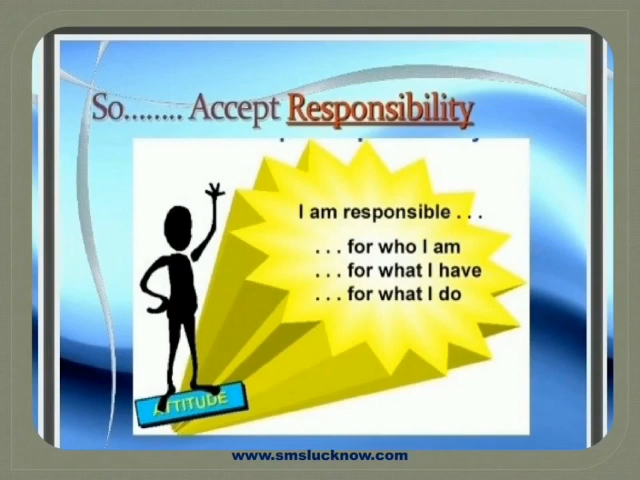 So........ Accept Responsibility
I am responsible . . .
. . . for who I am
. . . for what I have
. . . for what I do
ATTITUDE
www.smslucknow.com